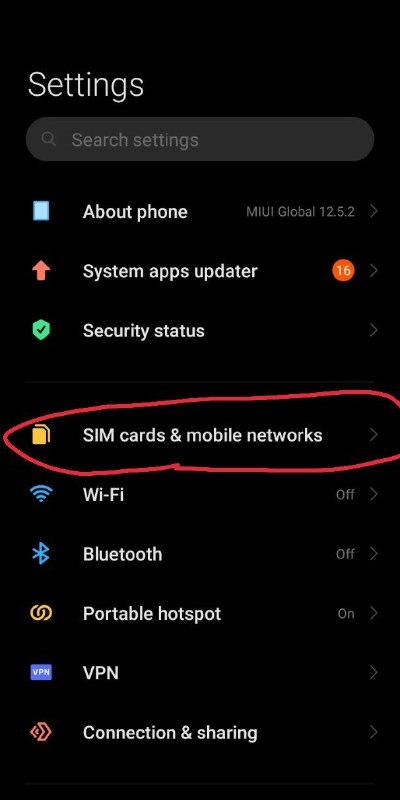 Settings
Search settings
About phone MIUI Global 12.5.2
System apps updater 16
Security status
SIM cards & mobile networks
Wi-Fi Off
Bluetooth Off
Portable hotspot On
VPN VPN
Connection & sharing